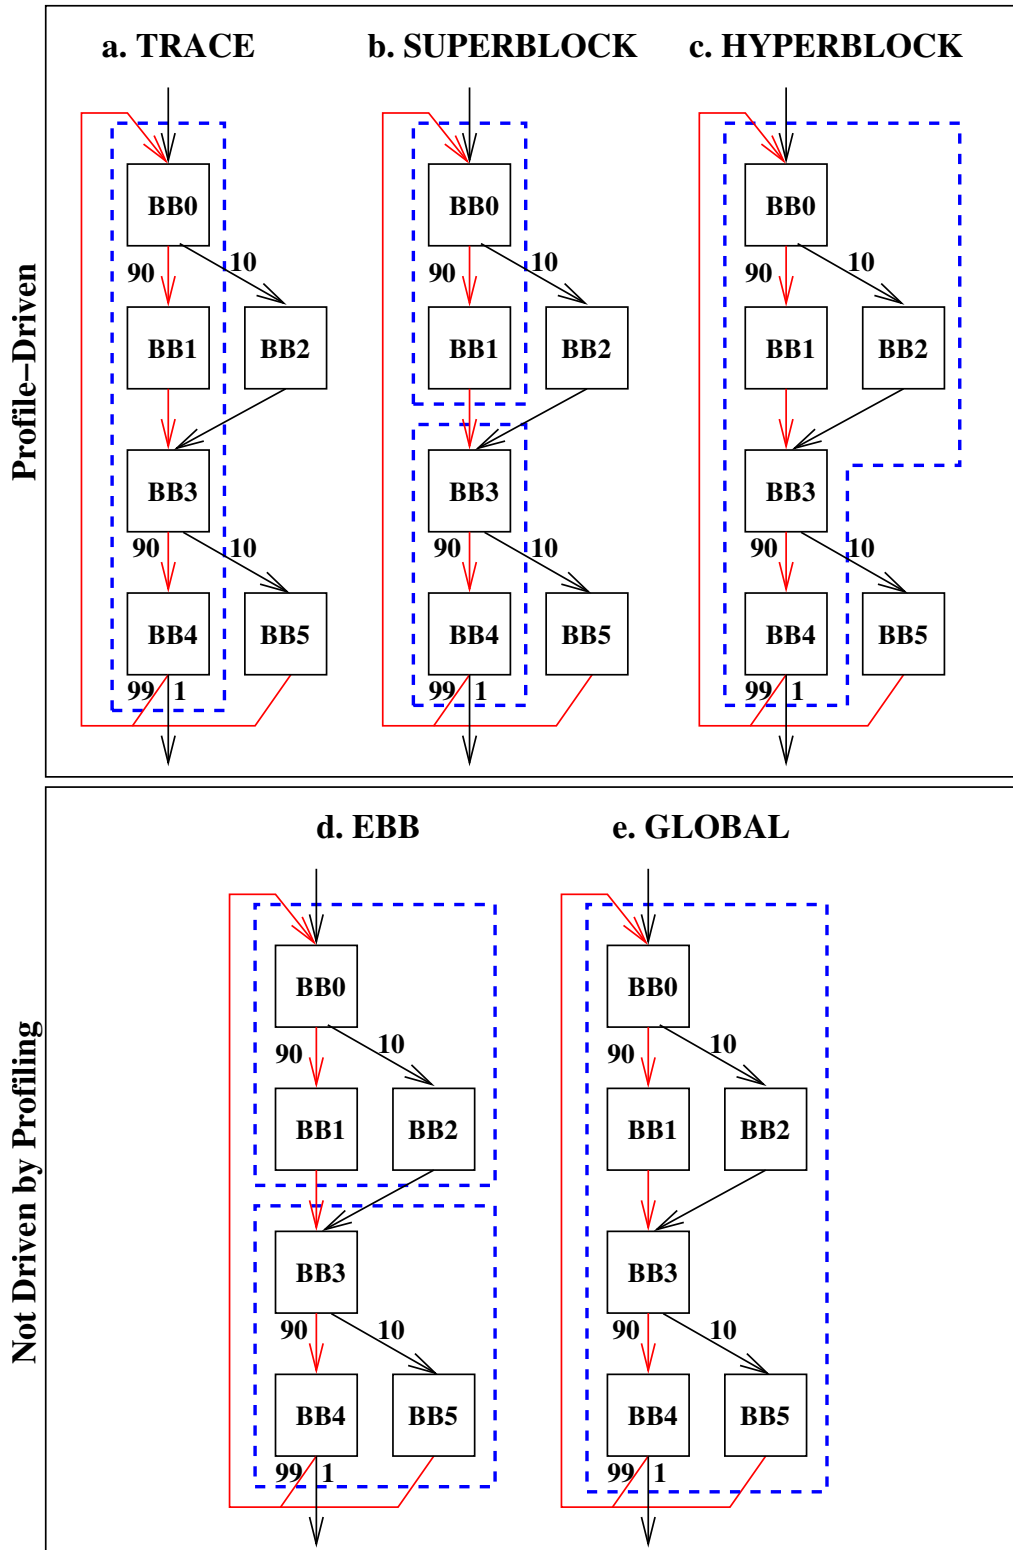 Profile–Driven
a. TRACE
BB0
90
10
BB1
BB2
BB3
90
10
BB4
BB5
99
1
b. SUPERBLOCK
BB0
90
10
BB1
BB2
BB3
90
10
BB4
BB5
99
1
c. HYPERBLOCK
BB0
90
10
BB1
BB2
BB3
90
10
BB4
BB5
99
1
Not Driven by Profiling
d. EBB
BB0
90
10
BB1
BB2
BB3
90
10
BB4
BB5
99
1
e. GLOBAL
BB0
90
10
BB1
BB2
BB3
90
10
BB4
BB5
99
1